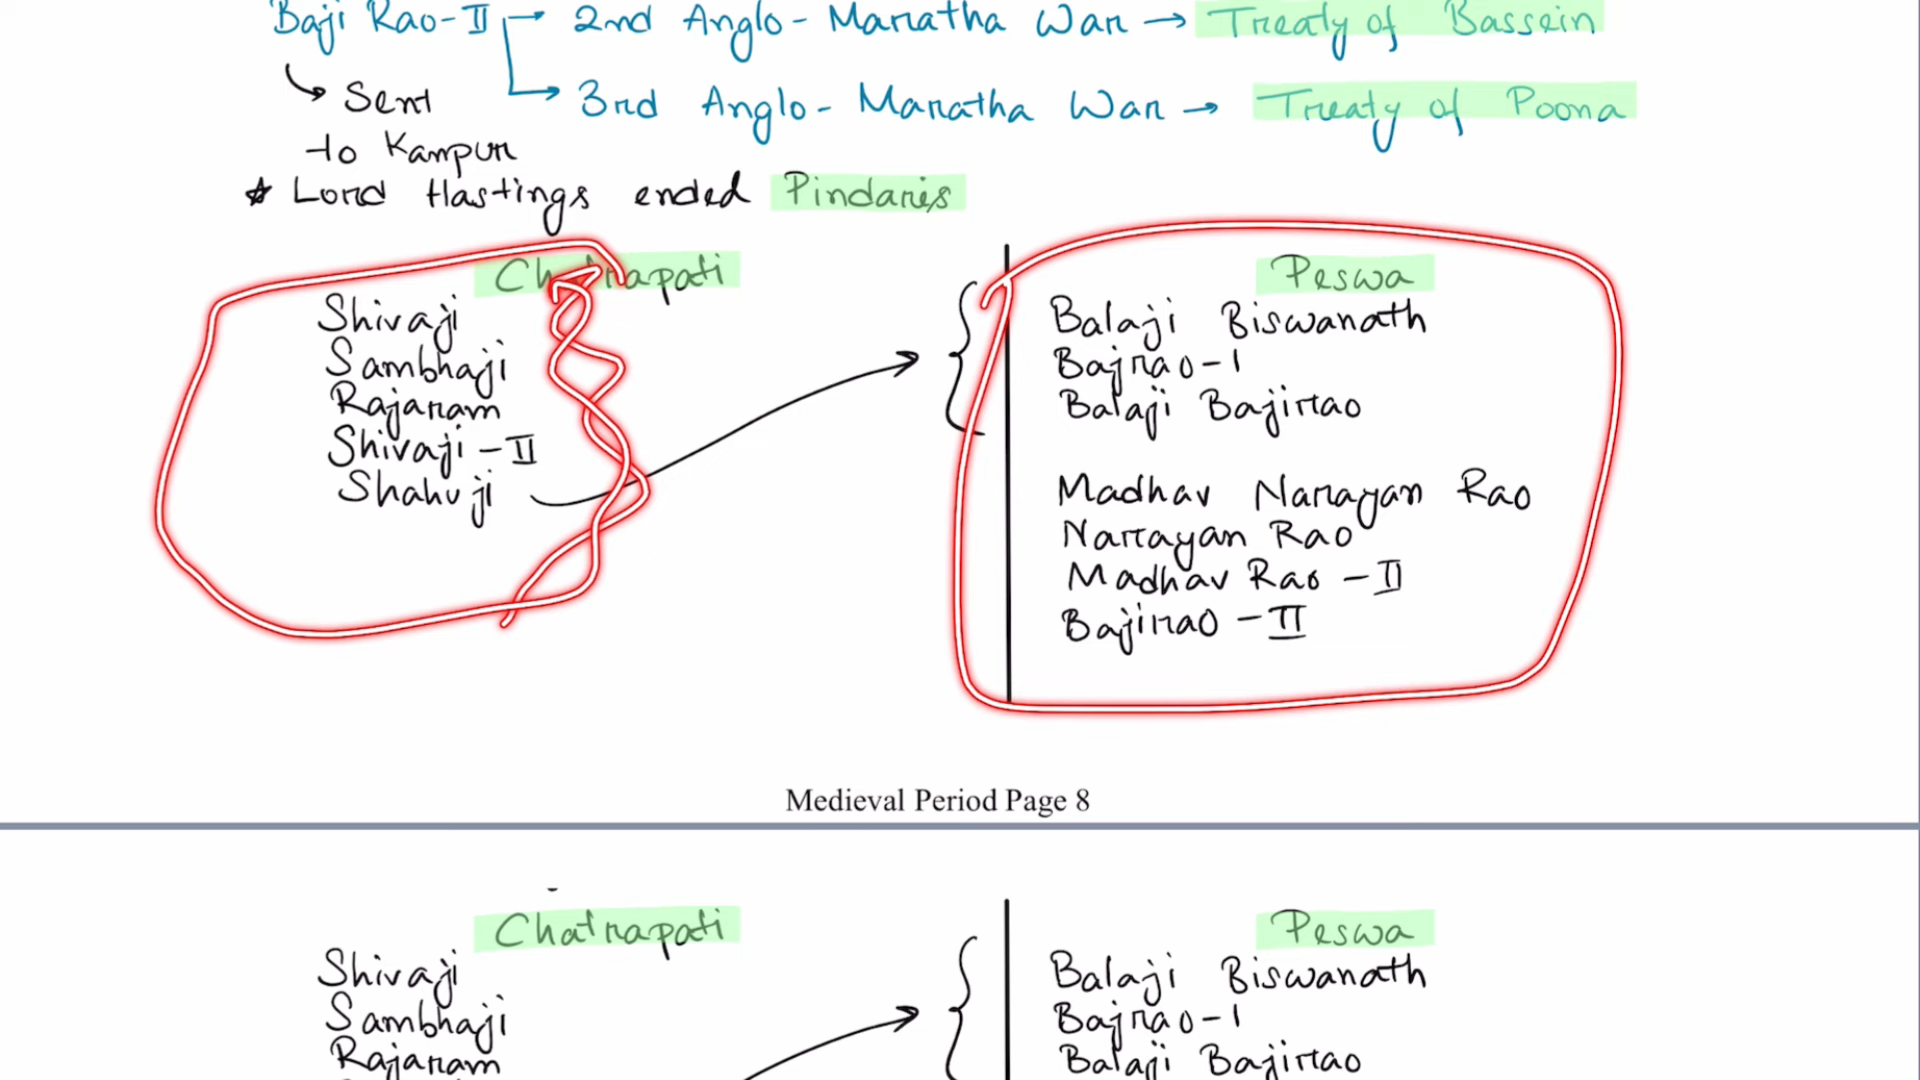 Baji Rao-II → 2nd Anglo-Maratha War → Treaty of Bassein
→ 3rd Anglo-Maratha War → Treaty of Poona
Sent
to Kanpur
★ Lord Hastings ended Pindaris
Chatrapati
Shivaji
Sambhaji
Rajaram
Shivaji-II
Shahuji
Peswa
Balaji Biswanath
Bajrao-1
Balaji Bajirao
Madhav Narayan Rao
Narayan Rao
Madhav Rao-II
Bajirao-II
Medieval Period Page 8
Chatrapati
Shivaji
Sambhaji
Rajaram
Peswa
Balaji Biswanath
Bajrao-1
Balaji Bajirao